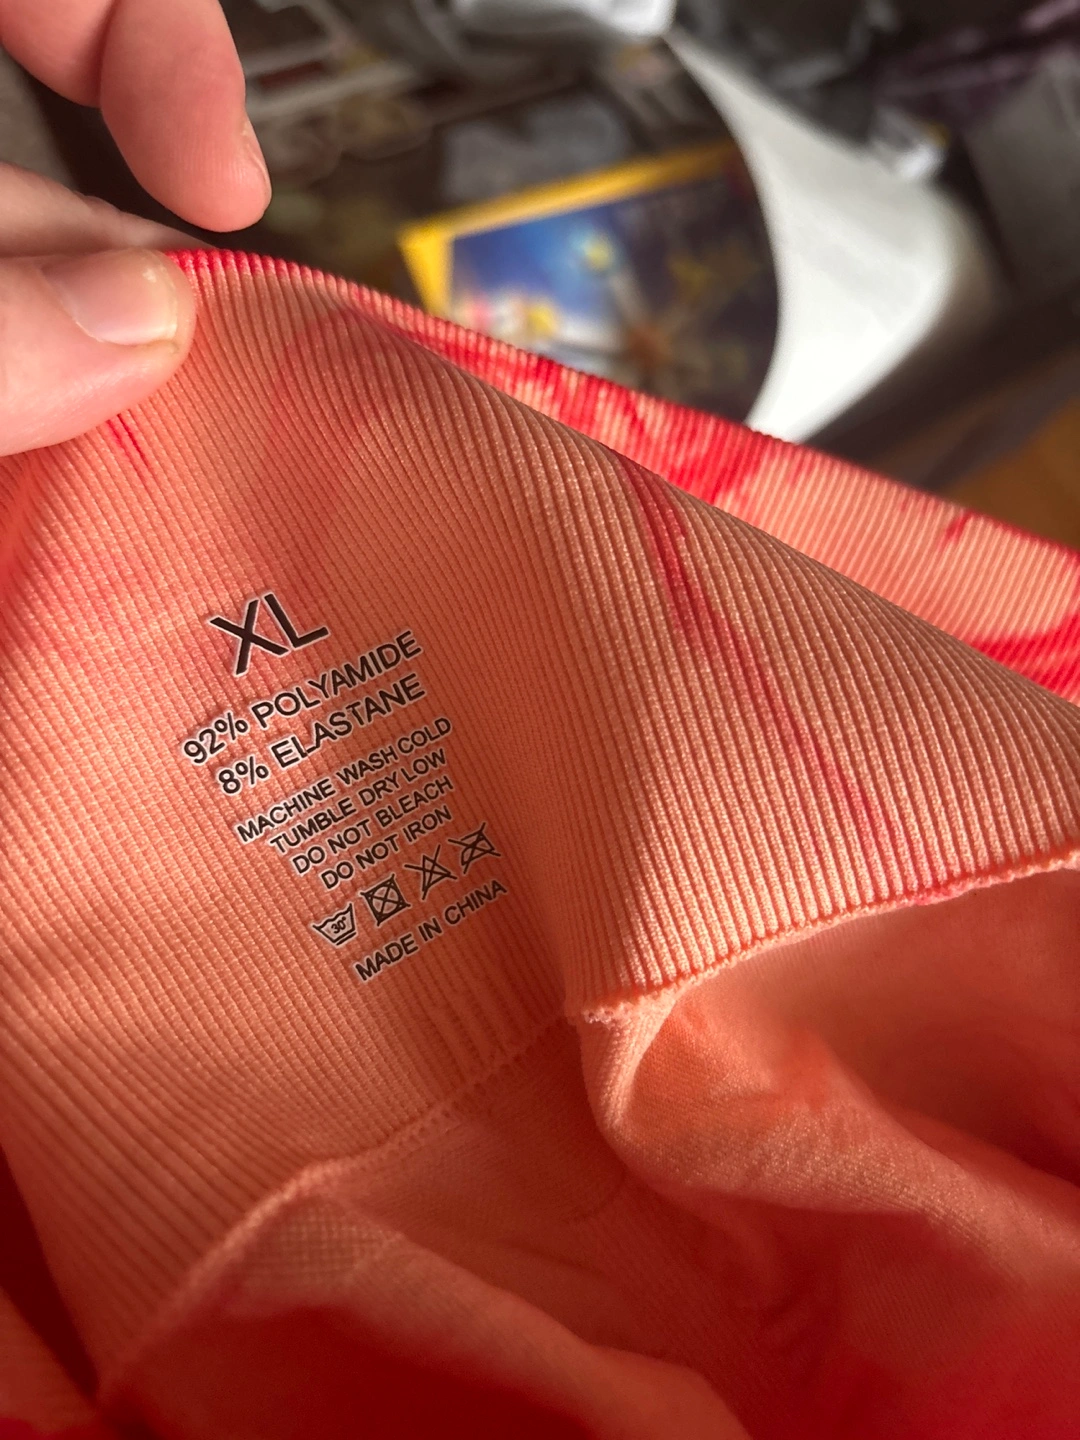 XL
92% POLYAMIDE
8% ELASTANE
MACHINE WASH COLD
TUMBLE DRY LOW
DO NOT BLEACH
DO NOT IRON
30°
MADE IN CHINA